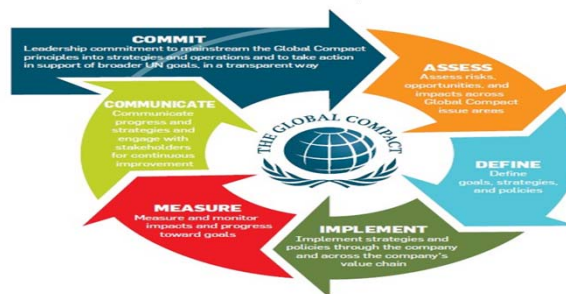 COMMIT
Leadership commitment to mainstream the Global Compact
principles into strategies and operations and to take action
in support of broader UN goals, in a transparent way
ASSESS
Assess risks,
opportunities, and
impacts across
Global Compact
issue areas
DEFINE
Define
goals, strategies,
and policies
IMPLEMENT
Implement strategies and
policies through the company
and across the company's
value chain
MEASURE
Measure and monitor
impacts and progress
toward goals
COMMUNICATE
Communicate
progress and
strategies and
engage with
stakeholders
for continuous
improvement
THE GLOBAL COMPACT